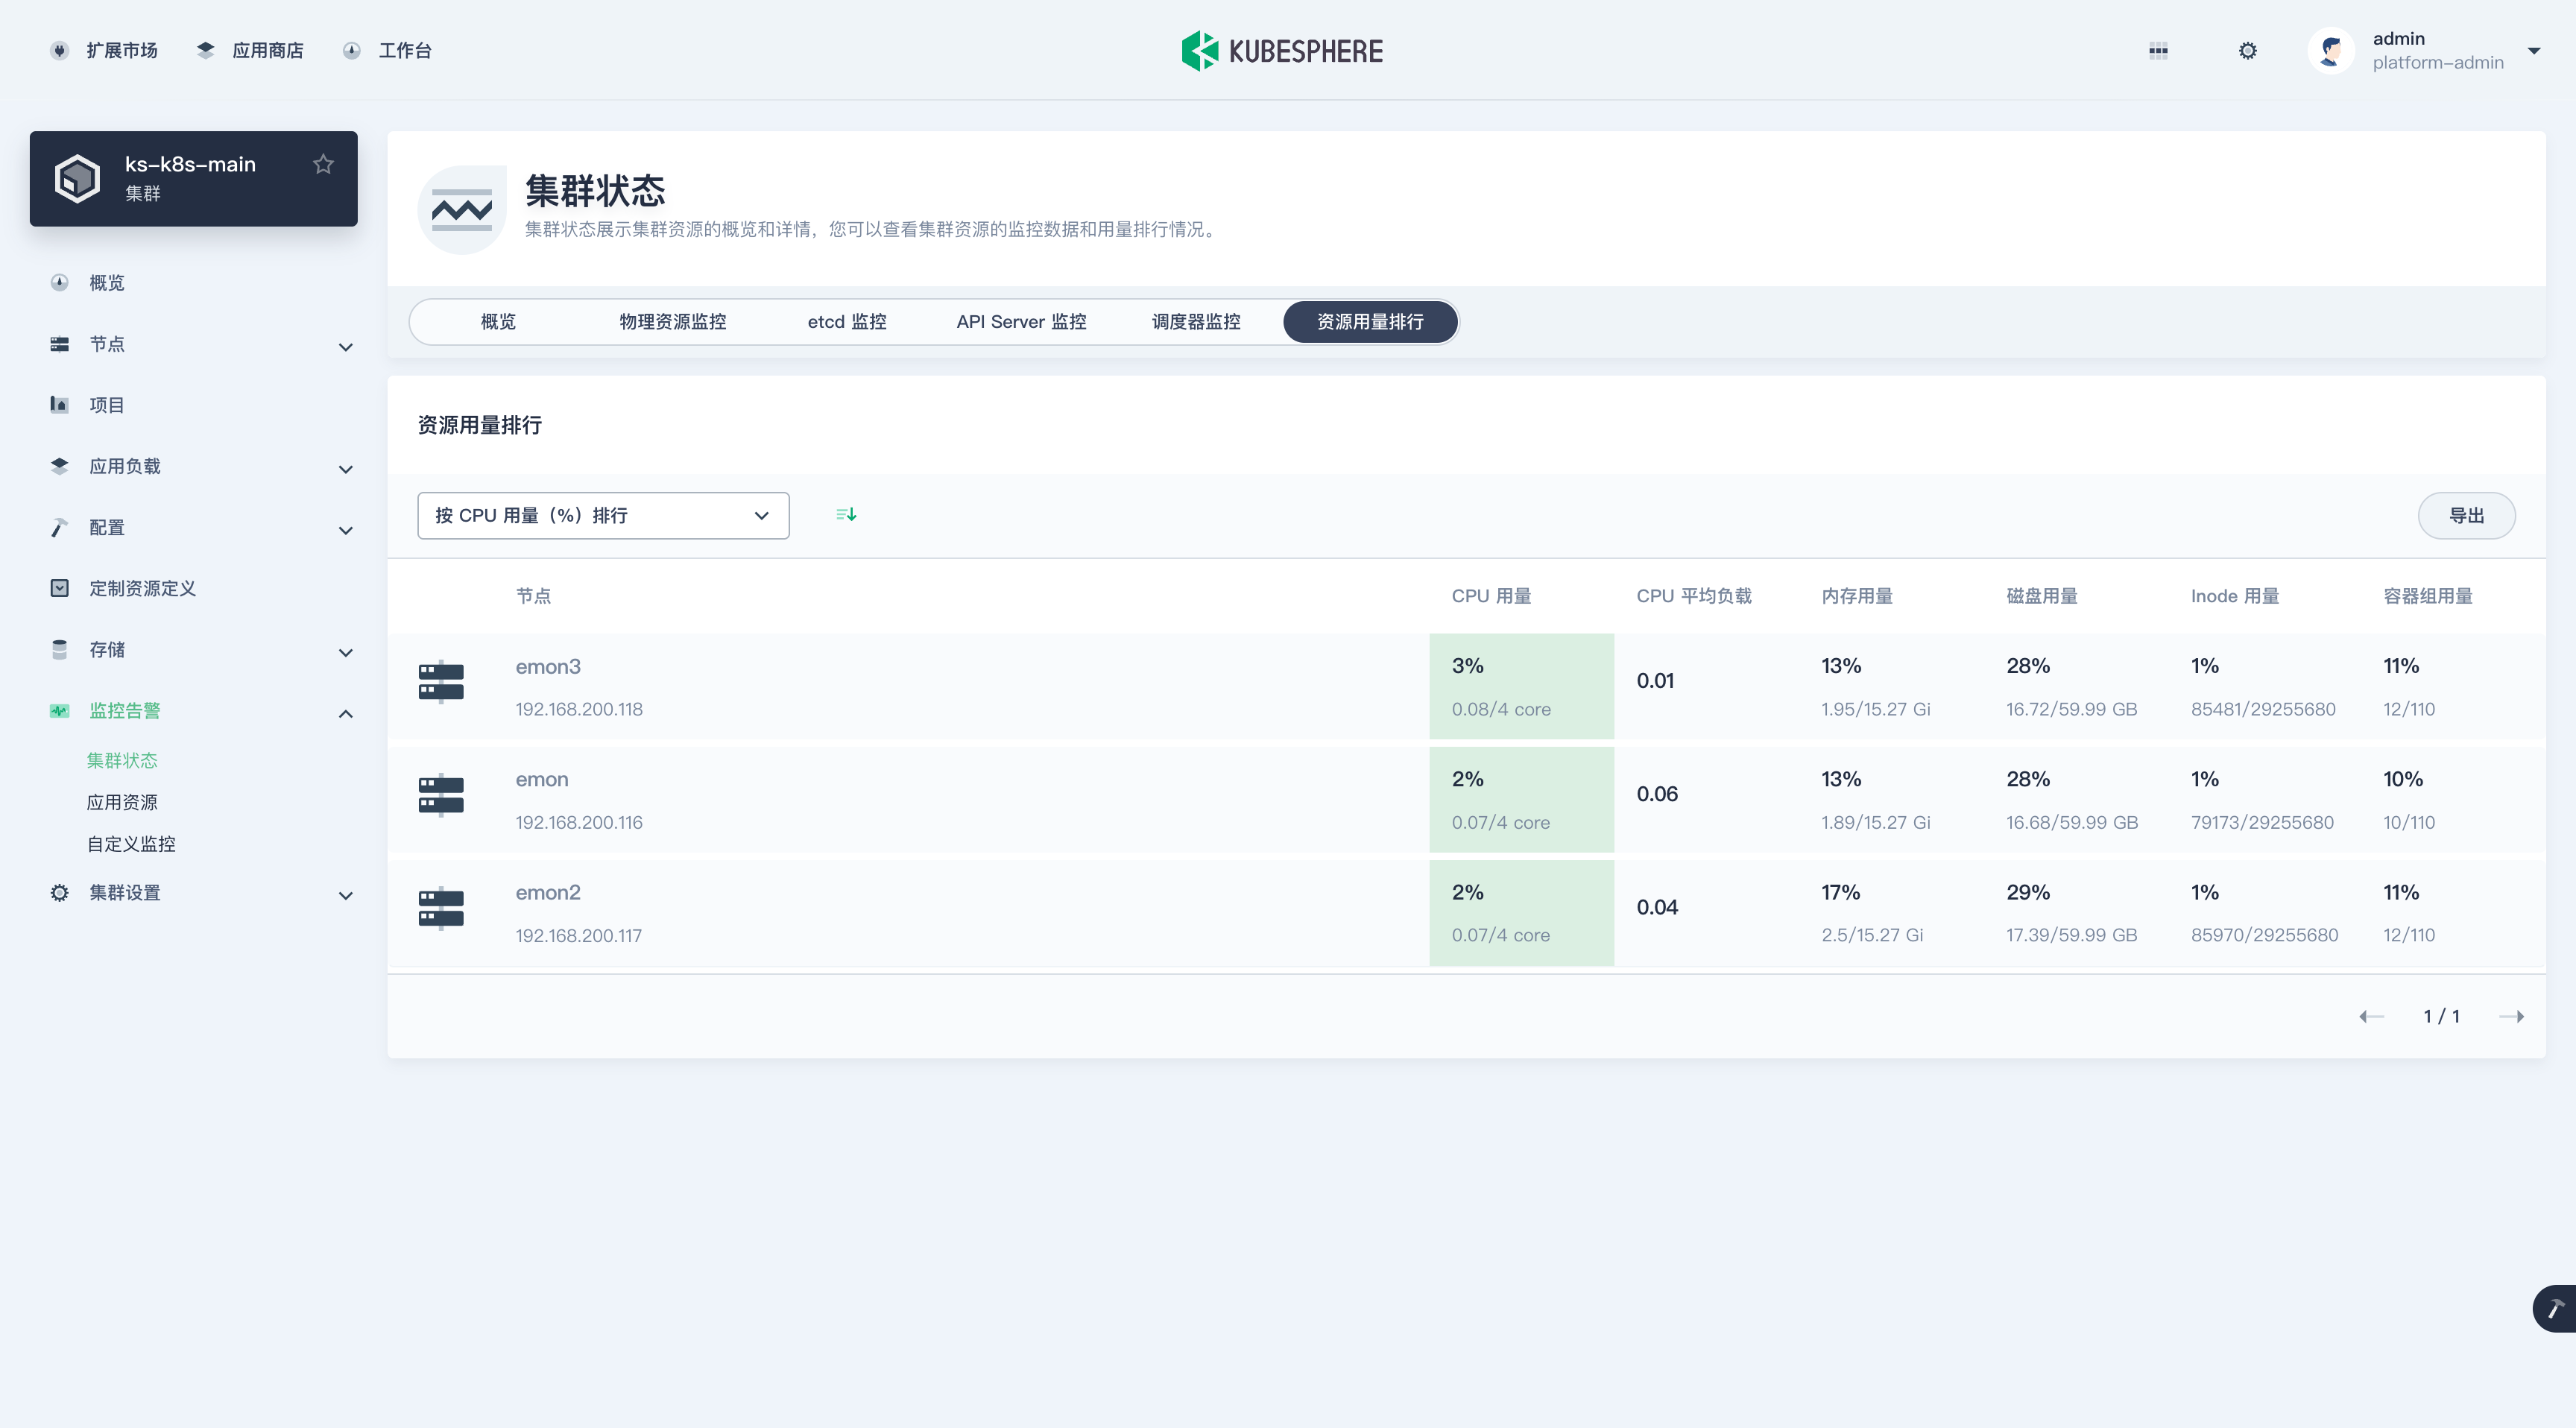 扩展市场
应用商店
工作台
KUBESPHERE
admin
platform-admin
ks-k8s-main
集群
概览
节点
项目
应用负载
配置
定制资源定义
存储
监控告警
集群状态
应用资源
自定义监控
集群设置
集群状态
集群状态展示集群资源的概览和详情，您可以查看集群资源的监控数据和用量排行情况。
概览 物理资源监控 etcd 监控 API Server 监控 调度器监控 资源用量排行
资源用量排行
按 CPU 用量（%）排行
导出
节点 CPU 用量 CPU 平均负载 内存用量 磁盘用量 Inode 用量 容器组用量
emon3 3% 0.01 13% 28% 1% 11%
192.168.200.118 0.08/4 core 1.95/15.27 Gi 16.72/59.99 GB 85481/29255680 12/110
emon 2% 0.06 13% 28% 1% 10%
192.168.200.116 0.07/4 core 1.89/15.27 Gi 16.68/59.99 GB 79173/29255680 10/110
emon2 2% 0.04 17% 29% 1% 11%
192.168.200.117 0.07/4 core 2.5/15.27 Gi 17.39/59.99 GB 85970/29255680 12/110
1 / 1